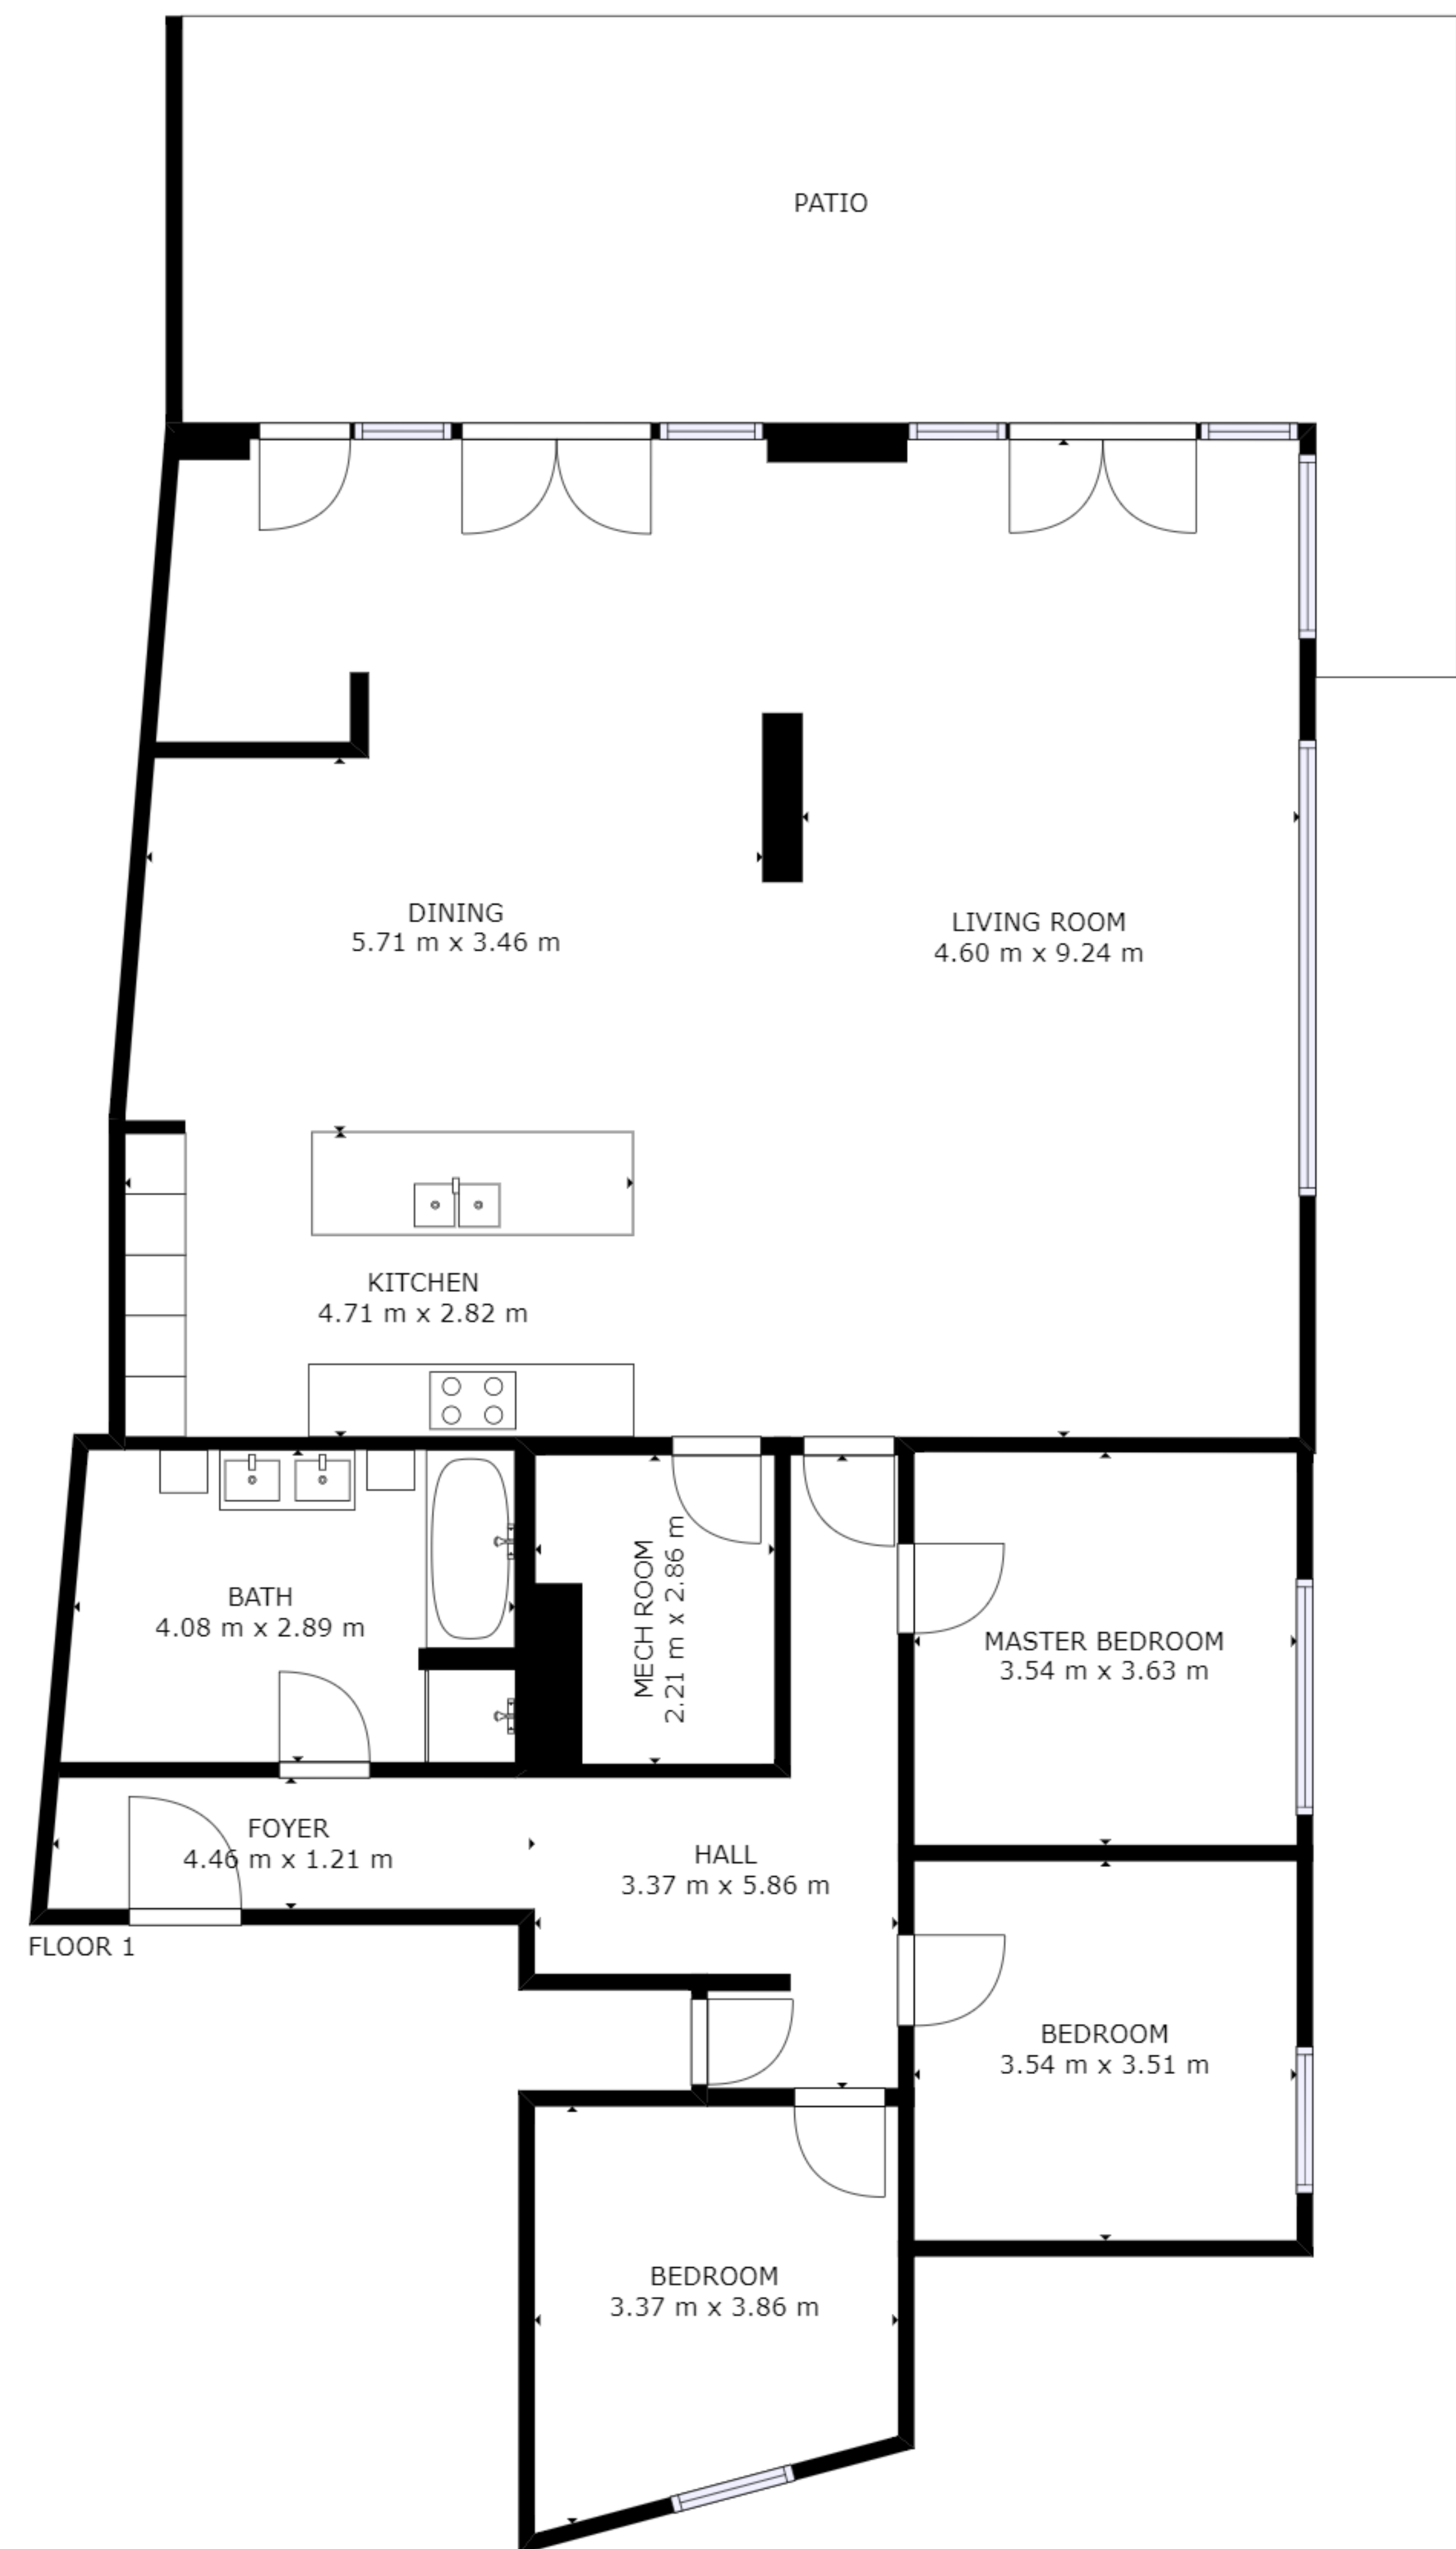 PATIO
DINING
5.71 m x 3.46 m
LIVING ROOM
4.60 m x 9.24 m
KITCHEN
4.71 m x 2.82 m
BATH
4.08 m x 2.89 m
MECH ROOM
2.21 m x 2.86 m
MASTER BEDROOM
3.54 m x 3.63 m
FOYER
4.46 m x 1.21 m
HALL
3.37 m x 5.86 m
FLOOR 1
BEDROOM
3.54 m x 3.51 m
BEDROOM
3.37 m x 3.86 m